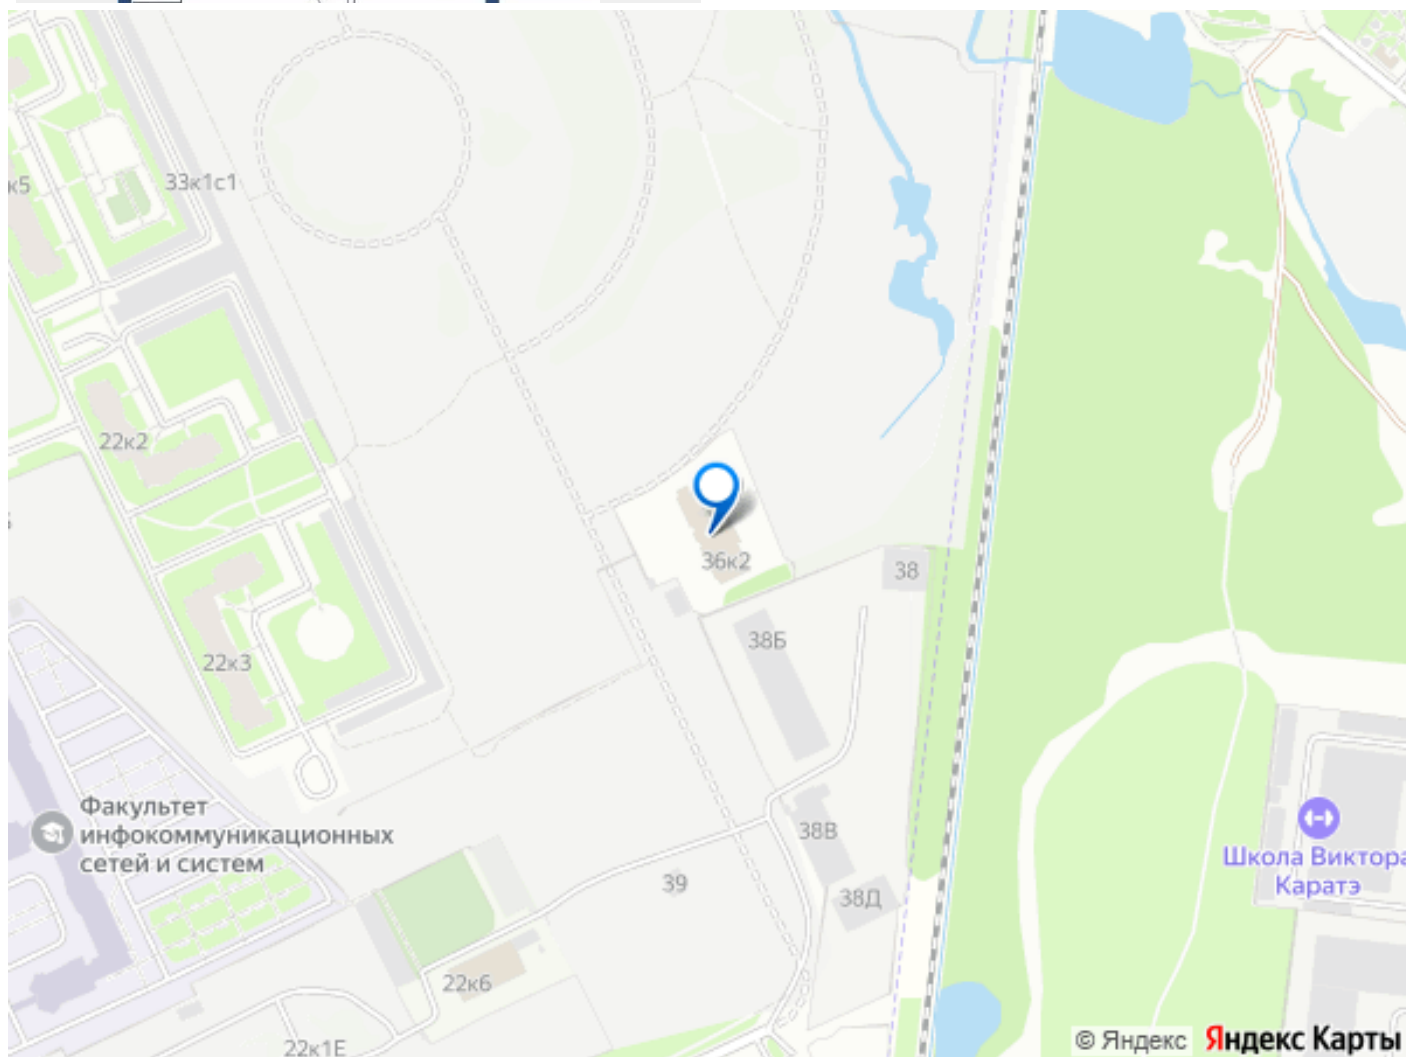 к5
33к1с1
22к2
36к2
38
38Б
22к3
Факультет
инфокоммуникационных
сетей и систем
38В
Школа Виктора
Каратэ
39
38Д
22к6
22к1Е
© Яндекс Яндекс Карты